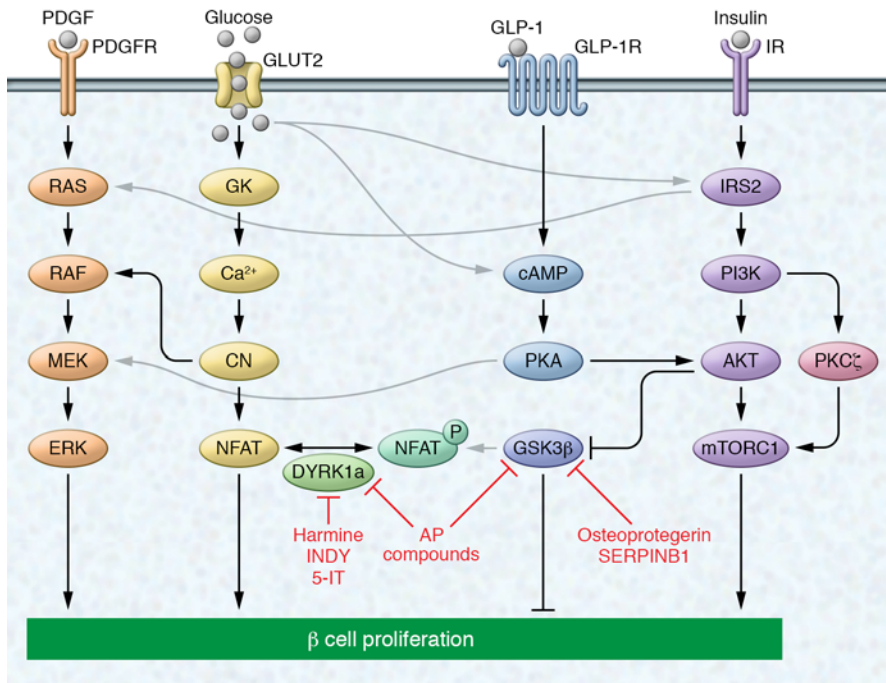 PDGF
PDGFR
Glucose
GLUT2
GLP-1
GLP-1R
Insulin
IR
RAS
GK
IRS2
RAF
Ca²⁺
cAMP
PI3K
MEK
CN
PKA
AKT
PKCζ
ERK
NFAT
NFAT
P
GSK3β
mTORC1
DYRK1a
Harmine
INDY
5-IT
AP
compounds
Osteoprotegerin
SERPINB1
β cell proliferation